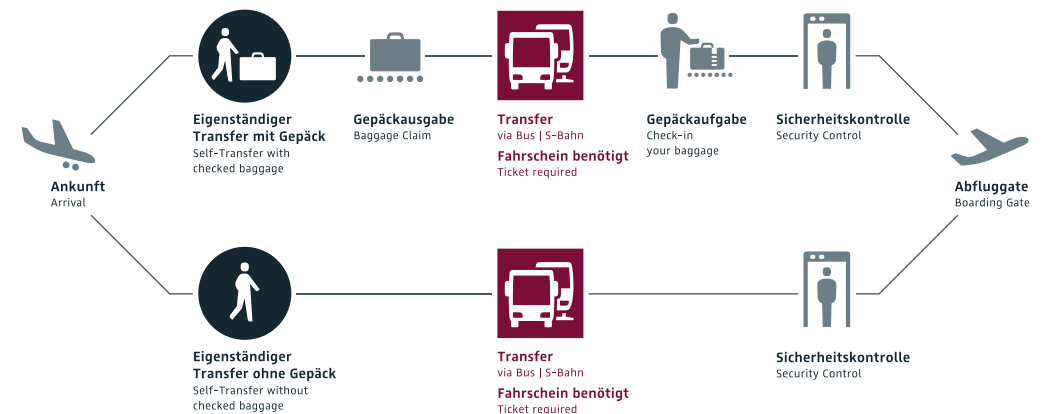 Ankunft
Arrival
Eigenständiger
Transfer mit Gepäck
Self-Transfer with
checked baggage
Gepäckausgabe
Baggage Claim
Transfer
via Bus | S-Bahn
Fahrschein benötigt
Ticket required
Gepäckaufgabe
Check-in
your baggage
Sicherheitskontrolle
Security Control
Abfluggate
Boarding Gate
Eigenständiger
Transfer ohne Gepäck
Self-Transfer without
checked baggage
Transfer
via Bus | S-Bahn
Fahrschein benötigt
Ticket required
Sicherheitskontrolle
Security Control